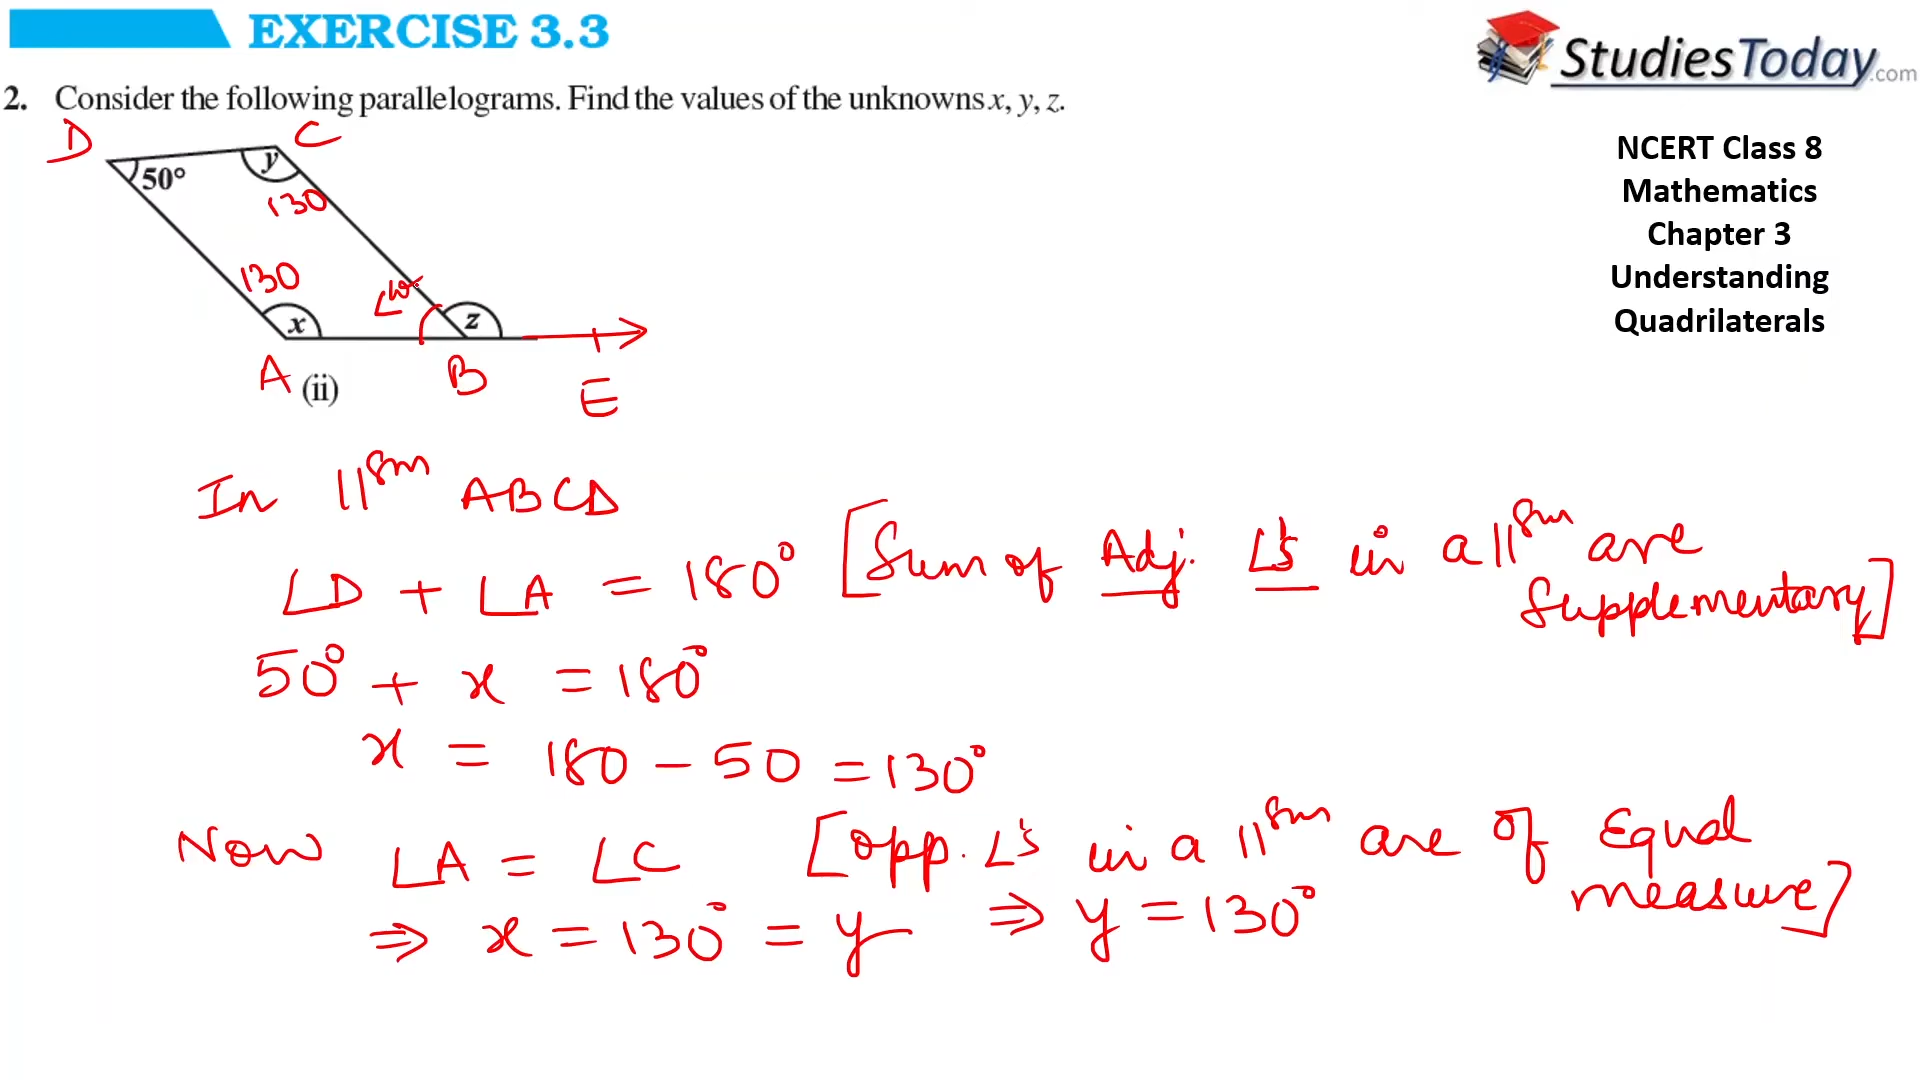 EXERCISE 3.3
StudiesToday.com
2. Consider the following parallelograms. Find the values of the unknowns x, y, z.
NCERT Class 8
Mathematics
Chapter 3
Understanding
Quadrilaterals
D
C
50°
y
130
130
∠w
x
z
A
(ii)
B
E
In ||gm ABCD
∠D + ∠A = 180° [Sum of Adj. ∠'s in a ||gm are
Supplementary]
50° + x = 180°
x = 180 - 50 = 130°
Now ∠A = ∠C [opp. ∠'s in a ||gm are of Equal
measure]
⇒ x = 130° = y ⇒ y = 130°